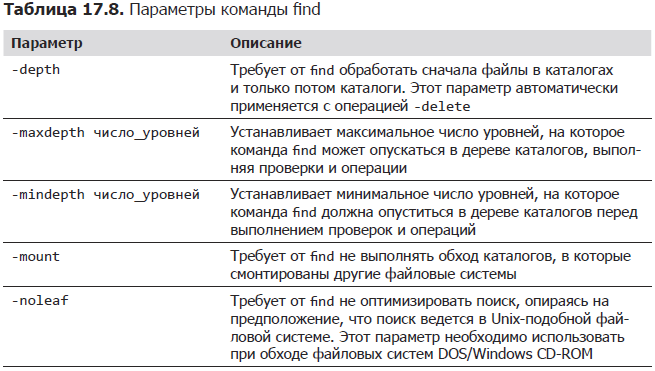 Таблица 17.8. Параметры команды find
Параметр Описание
-depth Требует от find обработать сначала файлы в каталогах
и только потом каталоги. Этот параметр автоматически
применяется с операцией -delete
-maxdepth число_уровней Устанавливает максимальное число уровней, на которое
команда find может опускаться в дереве каталогов, выпол-
няя проверки и операции
-mindepth число_уровней Устанавливает минимальное число уровней, на которое
команда find должна опуститься в дереве каталогов перед
выполнением проверок и операций
-mount Требует от find не выполнять обход каталогов, в которые
смонтированы другие файловые системы
-noleaf Требует от find не оптимизировать поиск, опираясь на
предположение, что поиск ведется в Unix-подобной фай-
ловой системе. Этот параметр необходимо использовать
при обходе файловых систем DOS/Windows CD-ROM